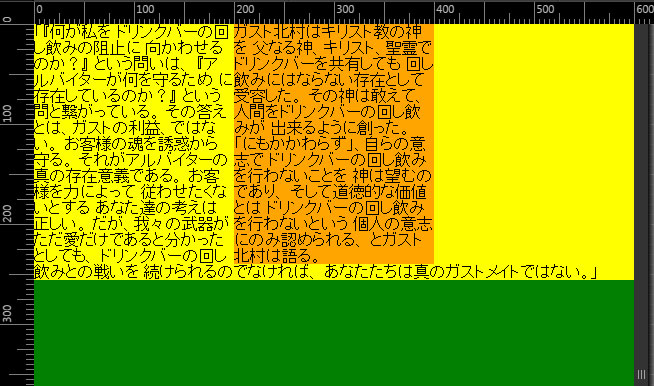 0 100 200 300 400 500 600
0
100
200
300
「『何が私を ドリンクバーの回
し飲みの阻止に 向かわせる
のか？』という問いは、『ア
ルバイターが何を守るため に
存在しているのか？』という
問と繋がっている。その答え
とは、ガストの利益、ではな
い。お客様の魂を誘惑から
守る。それがアルバイターの
真の存在意義である。お客
様を力によって 従わせたくな
いとする あなた達の考えは
正しい。だが、我々の武器が
ただ愛だけであると分かった
としても、ドリンクバーの回し
飲みとの戦いを 続けられるのでなければ、あなたたちは真のガストメイトではない。」
ガスト北村はキリスト教の神
を 父なる神、キリスト、聖霊で
ドリンクバーを共有しても 回し
飲みにはならない存在として
受容した。その神は敢えて、
人間をドリンクバーの回し飲
みが 出来るように創った。
「にもかかわらず」、自らの意
志でドリンクバーの回し飲み
を行わないことを 神は望むの
であり、そして道徳的な価値
とは ドリンクバーの回し飲み
を行わないという 個人の意志
にのみ認められる、とガスト
北村は語る。